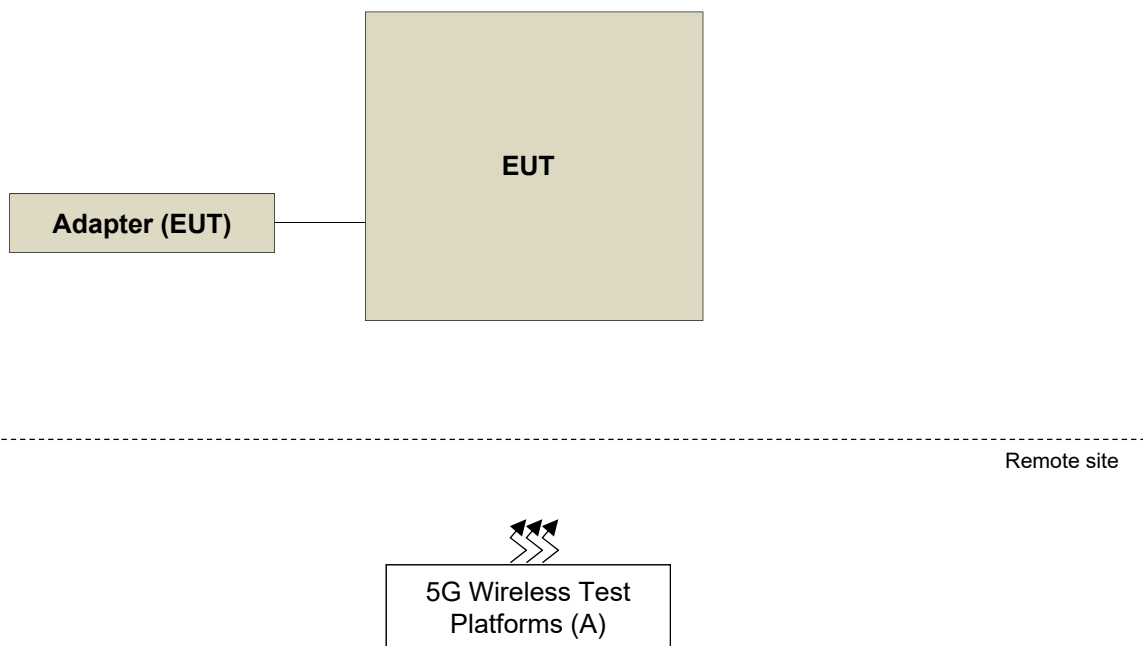 EUT
Adapter (EUT)
Remote site
5G Wireless Test
Platforms (A)